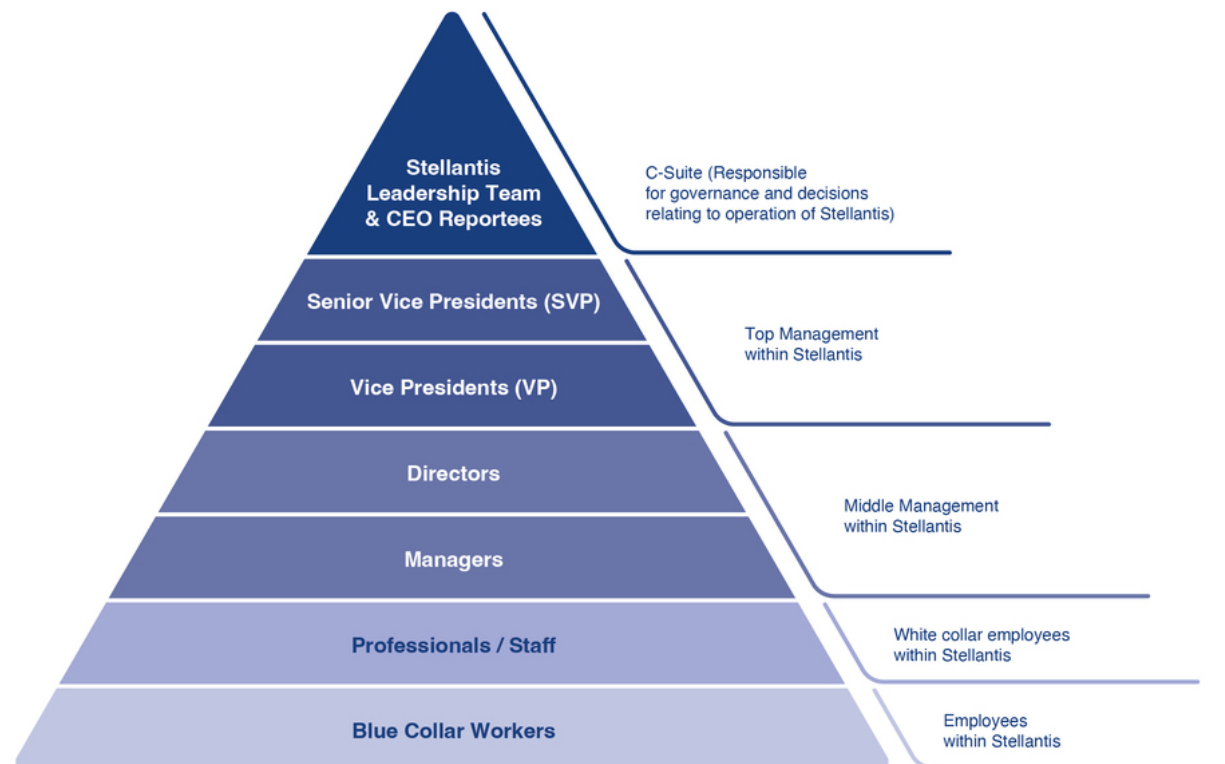 Stellantis
Leadership Team
& CEO Reportees
C-Suite (Responsible
for governance and decisions
relating to operation of Stellantis)
Senior Vice Presidents (SVP)
Top Management
within Stellantis
Vice Presidents (VP)
Directors
Middle Management
within Stellantis
Managers
Professionals / Staff
White collar employees
within Stellantis
Blue Collar Workers
Employees
within Stellantis